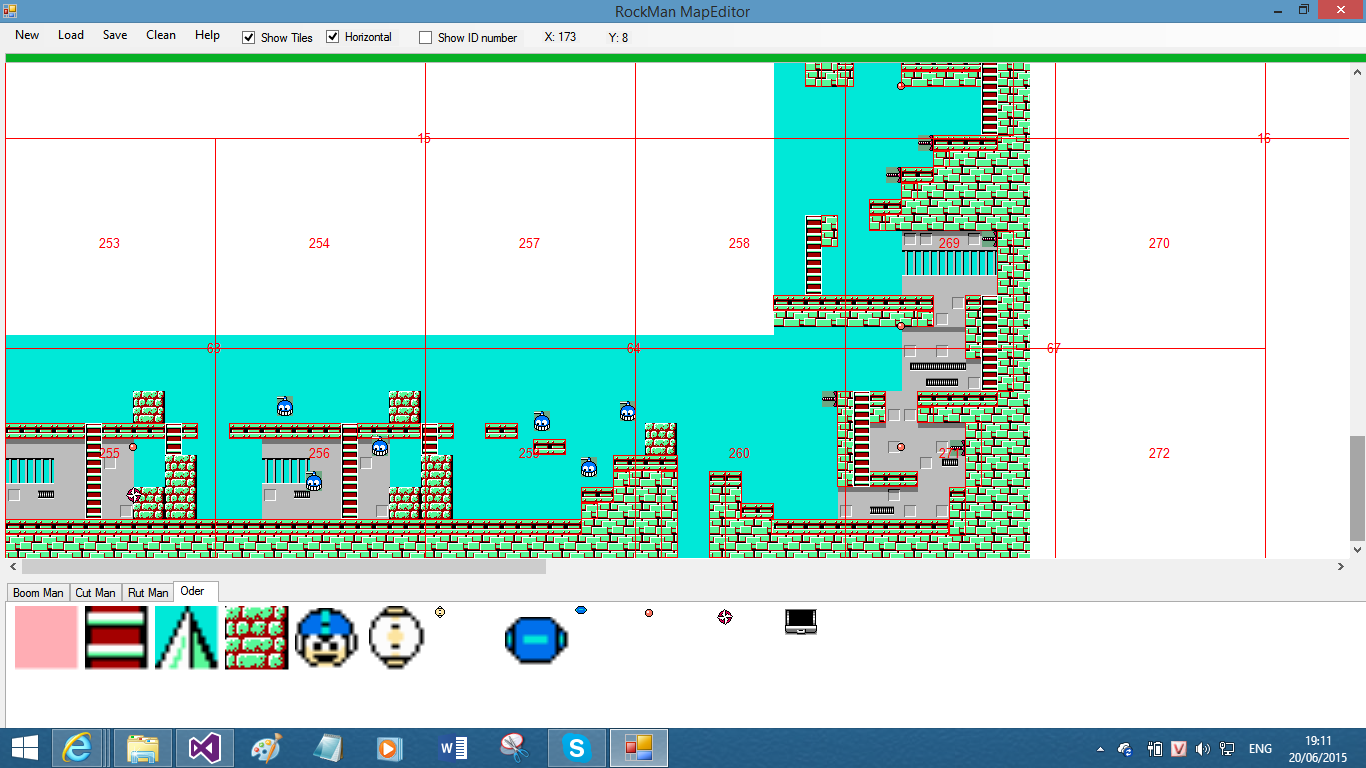 RockMan MapEditor
New Load Save Clean Help Show Tiles Horizontal Show ID number X: 173 Y: 8
15 16
253 254 257 258 269 270
63 64 67
255 256 259 260 272
Boom Man Cut Man Rut Man Oder
ENG
19:11
20/06/2015